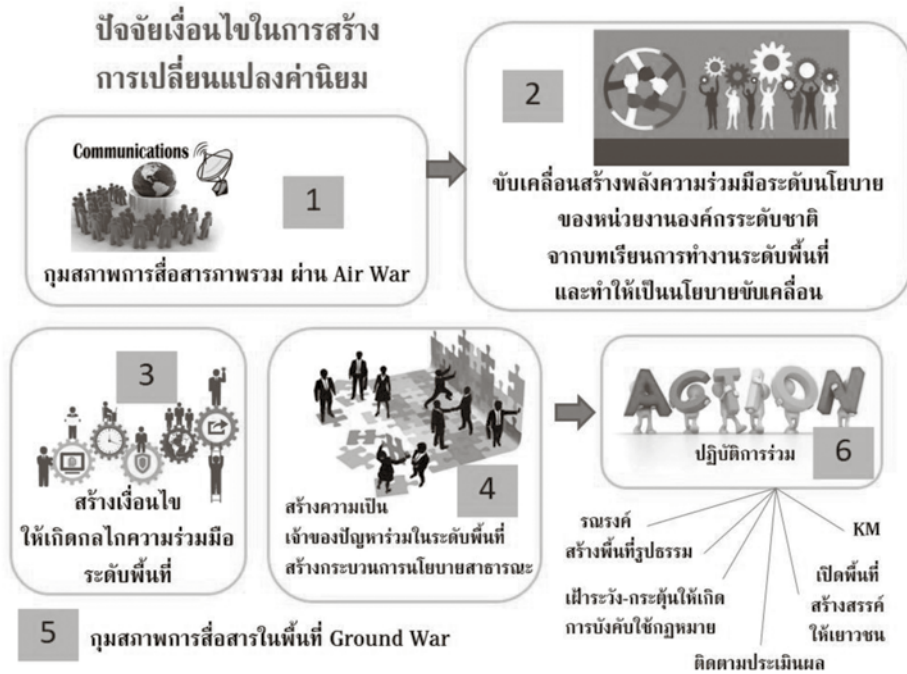 ปัจจัยเงื่อนไขในการสร้าง
การเปลี่ยนแปลงค่านิยม
Communications
1
กุมสภาพการสื่อสารภาพรวม ผ่าน Air War
2
ขับเคลื่อนสร้างพลังความร่วมมือระดับนโยบาย
ของหน่วยงานองค์กรระดับชาติ
จากบทเรียนการทำงานระดับพื้นที่
และทำให้เป็นนโยบายขับเคลื่อน
3
สร้างเงื่อนไข
ให้เกิดกลไกความร่วมมือ
ระดับพื้นที่
4
สร้างความเป็น
เจ้าของปัญหาร่วมในระดับพื้นที่
สร้างกระบวนการนโยบายสาธารณะ
5
กุมสภาพการสื่อสารในพื้นที่ Ground War
ACTION
ปฏิบัติการร่วม
6
รณรงค์
สร้างพื้นที่รูปธรรม
เฝ้าระวัง-กระตุ้นให้เกิด
การบังคับใช้กฎหมาย
ติดตามประเมินผล
KM
เปิดพื้นที่
สร้างสรรค์
ให้เยาวชน